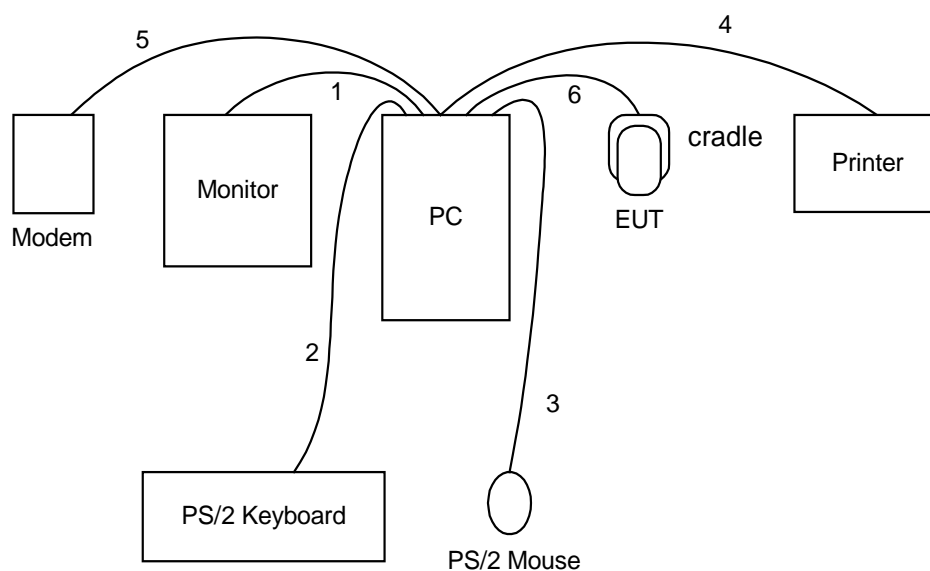 5
4
1
6
cradle
Printer
Monitor
PC
EUT
Modem
2
3
PS/2 Keyboard
PS/2 Mouse